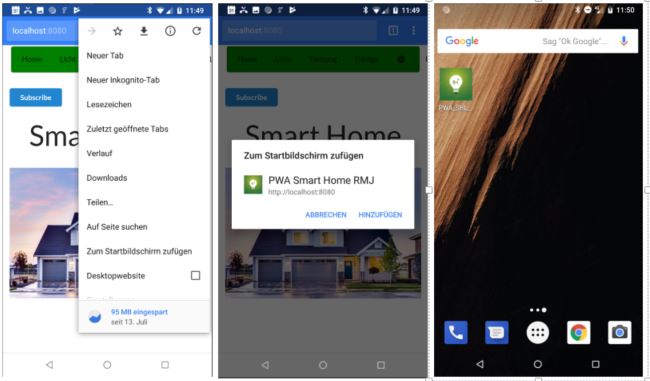 11:49
localhost:8080
Neuer Tab
Home
Licht
Neuer Inkognito-Tab
Subscribe
Lesezeichen
Zuletzt geöffnete Tabs
Sma
Verlauf
Downloads
Teilen...
Auf Seite suchen
Zum Startbildschirm zufügen
Desktopwebsite
95 MB eingespart
seit 13. Juli
11:49
localhost:8080
1
Home Licht Heizung Garage
Subscribe
Smart Home
Zum Startbildschirm zufügen
PWA Smart Home RMJ
http://localhost:8080
ABBRECHEN HINZUFÜGEN
11:50
Google
Sag "Ok Google"...